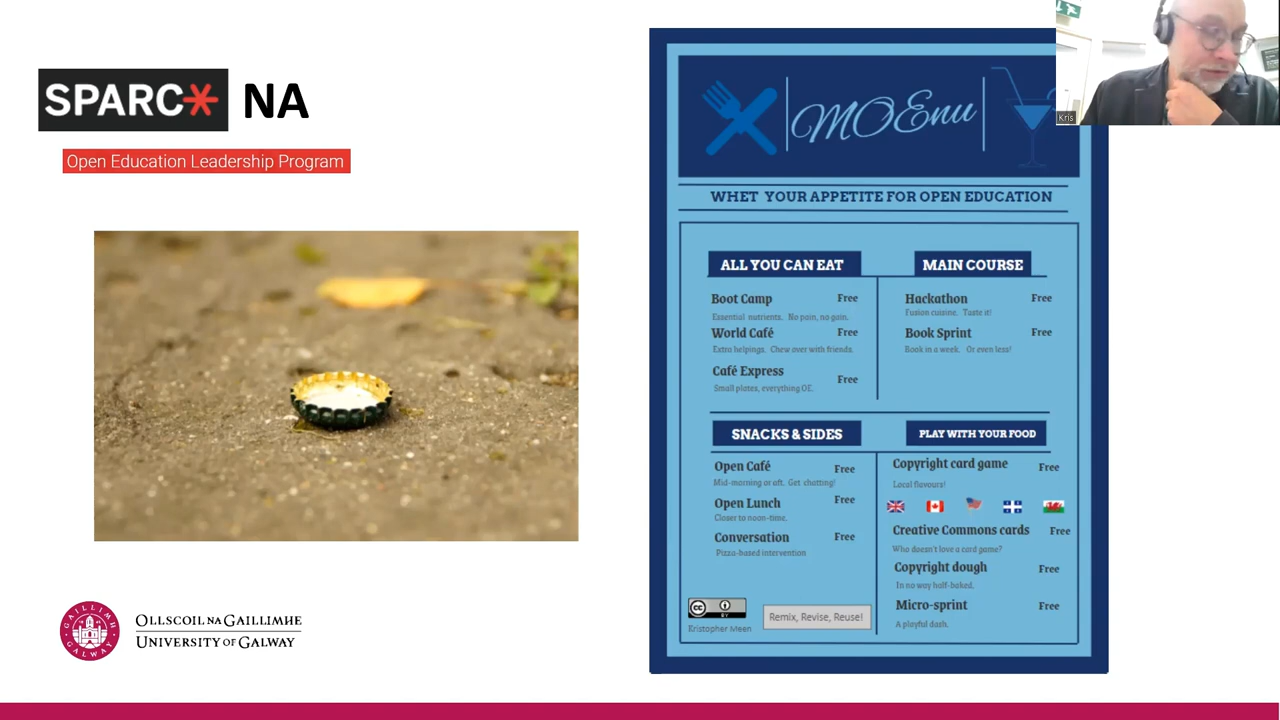 SPARC* NA
Open Education Leadership Program
OLLSCOIL NA GAILLIMHE
UNIVERSITY OF GALWAY
GAILLIMH
GALWAY
MOEnu
WHET YOUR APPETITE FOR OPEN EDUCATION
ALL YOU CAN EAT
Boot Camp Free
Essential nutrients. No pain, no gain.
World Café Free
Extra helpings. Chew over with friends.
Café Express Free
Small plates, everything OE.
MAIN COURSE
Hackathon Free
Fusion cuisine. Taste it!
Book Sprint Free
Book in a week. Or even less!
SNACKS & SIDES
Open Café Free
Mid-morning or aft. Get chatting!
Open Lunch Free
Closer to noon-time.
Conversation Free
Pizza-based intervention
PLAY WITH YOUR FOOD
Copyright card game Free
Local flavours!
Creative Commons cards Free
Who doesn't love a card game?
Copyright dough Free
In no way half-baked.
Micro-sprint Free
A playful dash.
CC BY
Kristopher Meen
Remix, Revise, Reuse!
Kris